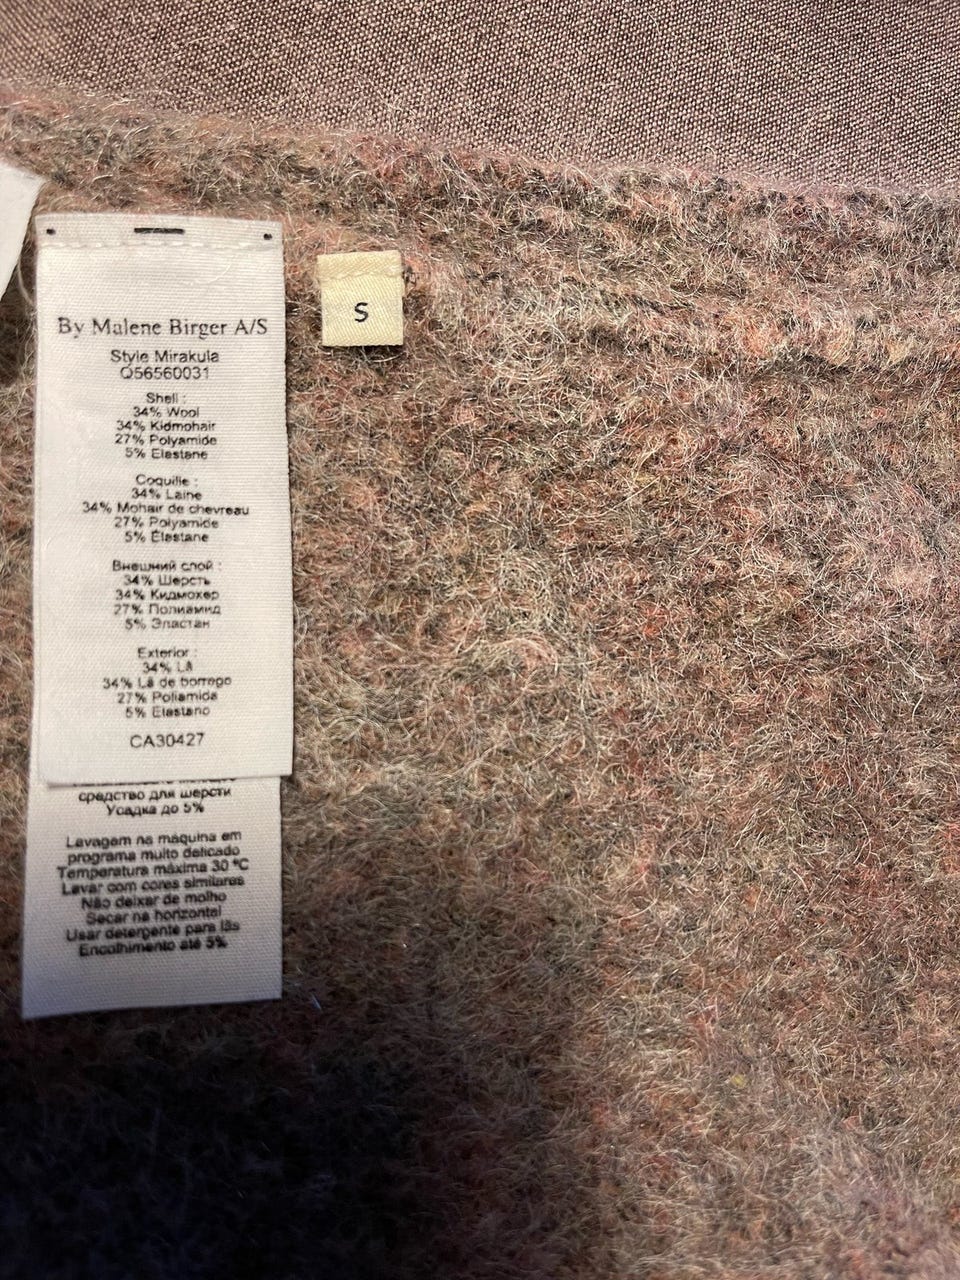 By Malene Birger A/S
Style Mirakula
Q56560031
Shell :
34% Wool
34% Kidmohair
27% Polyamide
5% Elastane
Coquille :
34% Laine
34% Mohair de chevreau
27% Polyamide
5% Élastane
Внешний слой :
34% Шерсть
34% Кидмохер
27% Полиамид
5% Эластан
Exterior :
34% Lã
34% Lã de borrego
27% Poliamida
5% Elastano
CA30427
средство для шерсти
Усадка до 5%
Lavagem na máquina em
programa muito delicado
Temperatura máxima 30 ºC
Lavar com cores similares
Não deixar de molho
Secar na horizontal
Usar detergente para lãs
Encolhimento até 5%
S